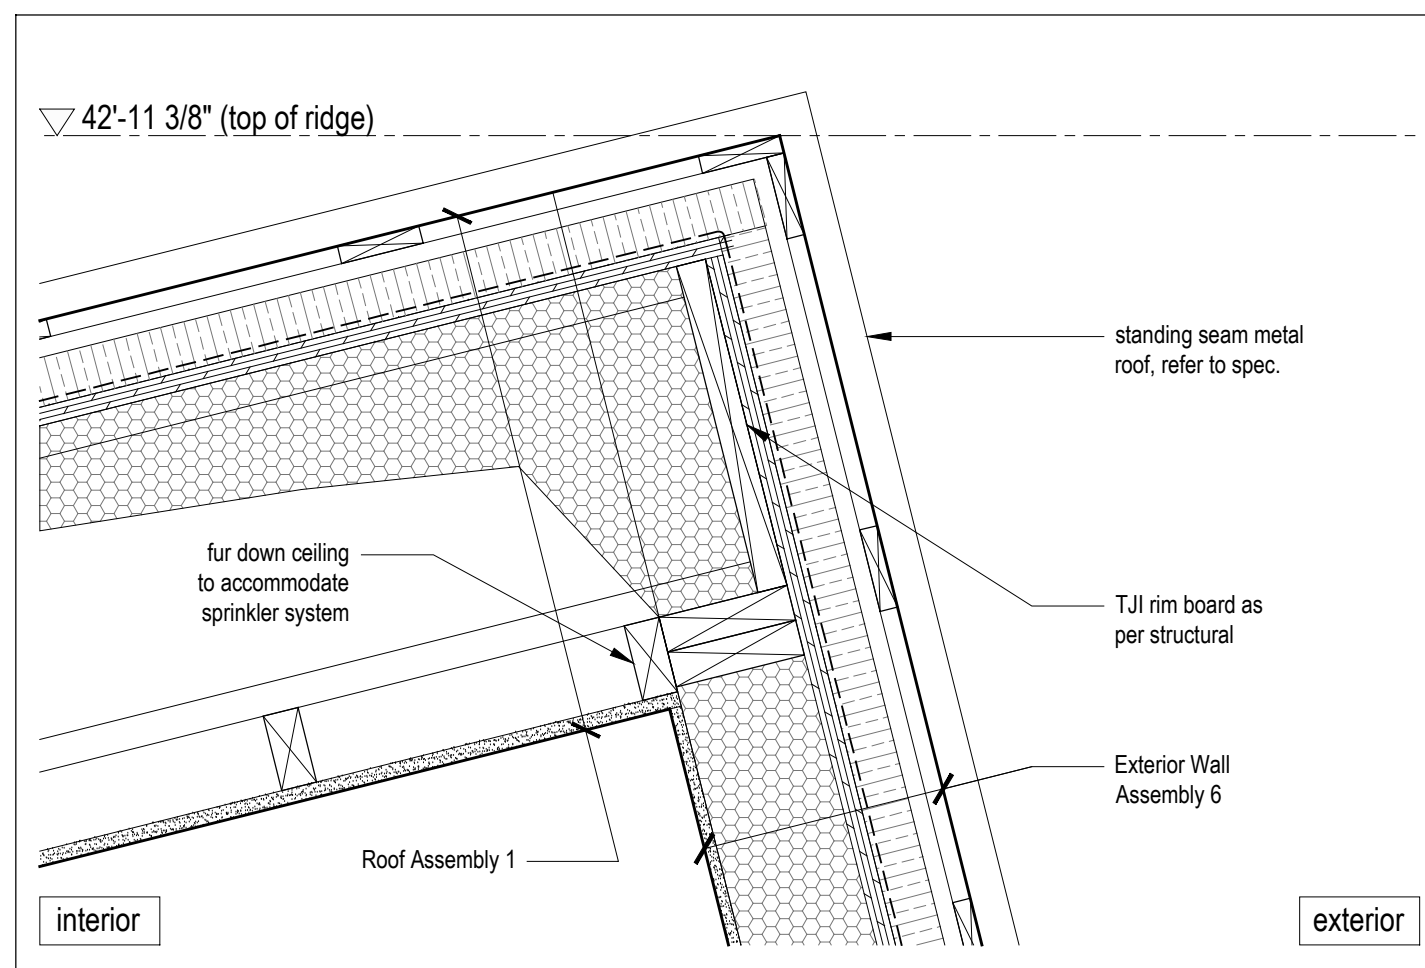 42'-11 3/8" (top of ridge)
standing seam metal
roof, refer to spec.
fur down ceiling
to accommodate
sprinkler system
TJI rim board as
per structural
Exterior Wall
Assembly 6
Roof Assembly 1
interior
exterior